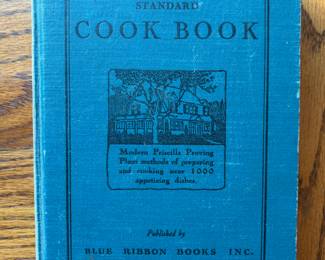 STANDARD
COOK BOOK
Modern Priscilla Proving
Plant methods of preparing
and cooking over 1000
appetizing dishes.
Published by
BLUE RIBBON BOOKS INC.